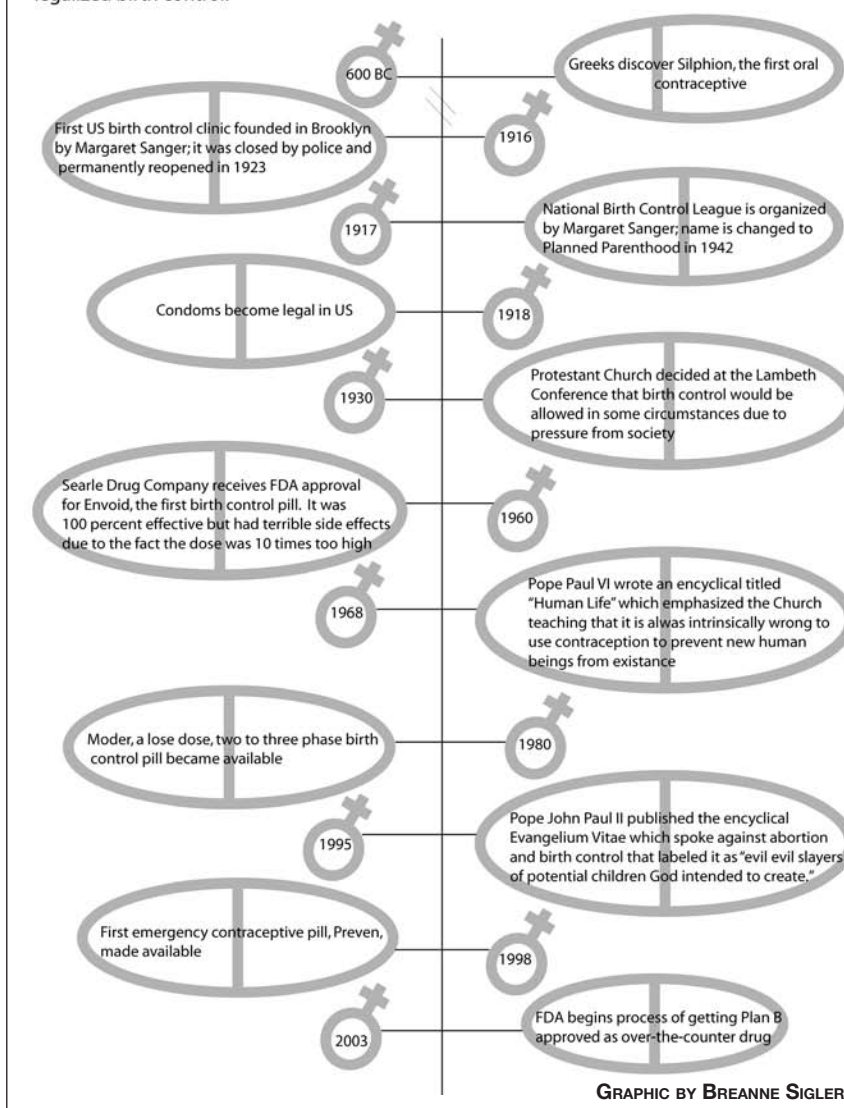 600 BC
Greeks discover Silphion, the first oral
contraceptive
First US birth control clinic founded in Brooklyn
by Margaret Sanger; it was closed by police and
permanently reopened in 1923
1916
1917
National Birth Control League is organized
by Margaret Sanger; name is changed to
Planned Parenthood in 1942
Condoms become legal in US
1918
1930
Protestant Church decided at the Lambeth
Conference that birth control would be
allowed in some circumstances due to
pressure from society
Searle Drug Company receives FDA approval
for Envoid, the first birth control pill. It was
100 percent effective but had terrible side effects
due to the fact the dose was 10 times too high
1960
1968
Pope Paul VI wrote an encyclical titled
"Human Life" which emphasized the Church
teaching that it is alwas intrinsically wrong to
use contraception to prevent new human
beings from existance
Moder, a lose dose, two to three phase birth
control pill became available
1980
1995
Pope John Paul II published the encyclical
Evangelium Vitae which spoke against abortion
and birth control that labeled it as "evil evil slayers
of potential children God intended to create."
First emergency contraceptive pill, Preven,
made available
1998
2003
FDA begins process of getting Plan B
approved as over-the-counter drug
GRAPHIC BY BREANNE SIGLER